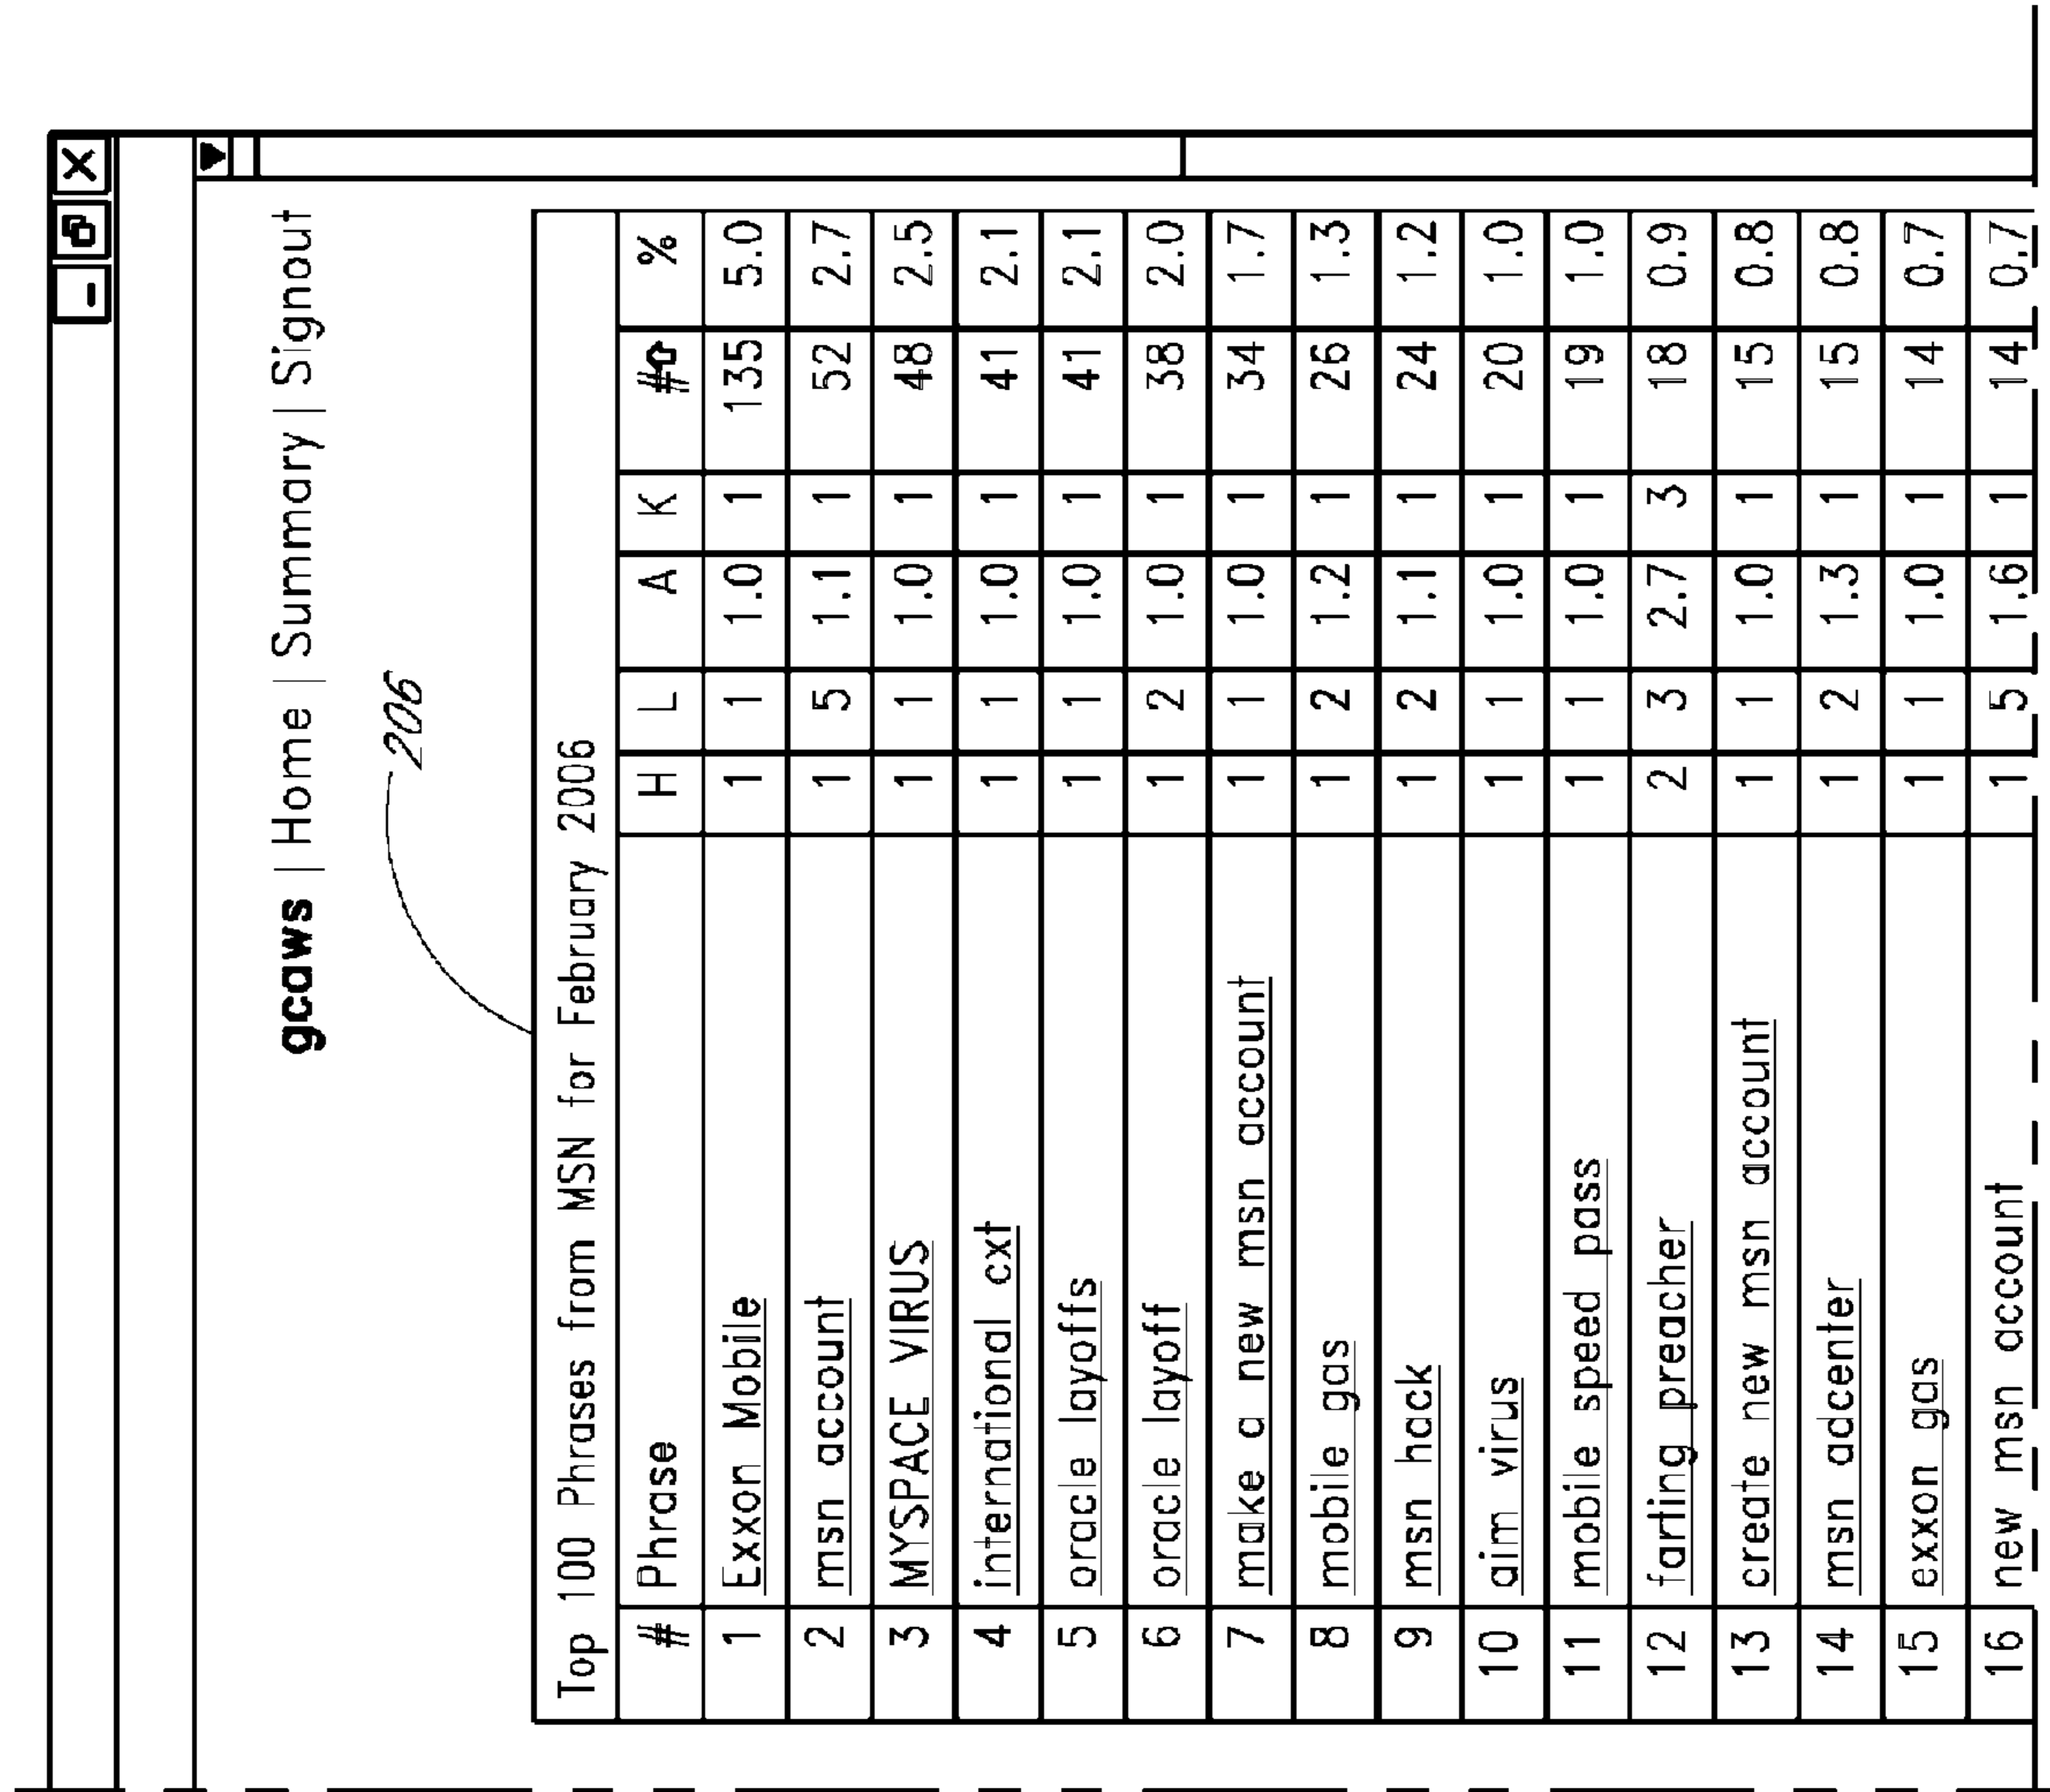 gcaws | Home | Summary | Signout
206
Top 100 Phrases from MSN for February 2006
# Phrase H L A K # %
1 Exxon Mobile 1 1 1.0 1 135 5.0
2 msn account 1 5 1.1 1 52 2.7
3 MYSPACE VIRUS 1 1 1.0 1 48 2.5
4 international cxt 1 1 1.0 1 41 2.1
5 oracle layoffs 1 1 1.0 1 41 2.1
6 oracle layoff 1 2 1.0 1 38 2.0
7 make a new msn account 1 1 1.0 1 34 1.7
8 mobile gas 1 2 1.2 1 26 1.3
9 msn hack 1 2 1.1 1 24 1.2
10 aim virus 1 1 1.0 1 20 1.0
11 mobile speed pass 1 1 1.0 1 19 1.0
12 farting preacher 2 3 2.7 3 18 0.9
13 create new msn account 1 1 1.0 1 15 0.8
14 msn adcenter 1 2 1.3 1 15 0.8
15 exxon gas 1 1 1.0 1 14 0.7
16 new msn account 1 5 1.6 1 14 0.7